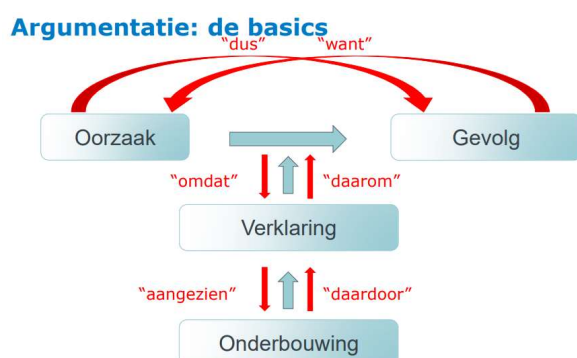 Argumentatie: de basics
“dus” “want”
Oorzaak Gevolg
“omdat” “daarom”
Verklaring
“aangezien” “daardoor”
Onderbouwing